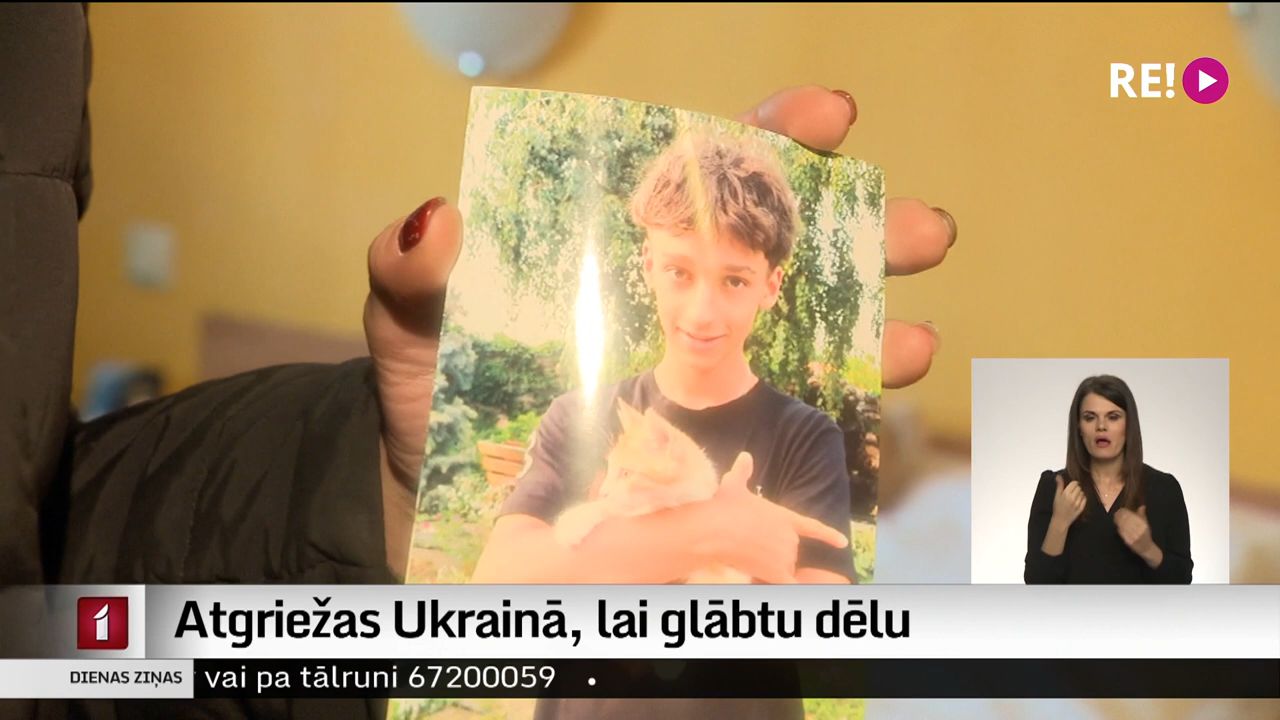 RE!
1
Atgriežas Ukrainā, lai glābtu dēlu
DIENAS ZIŅAS
vai pa tālruni 67200059 •